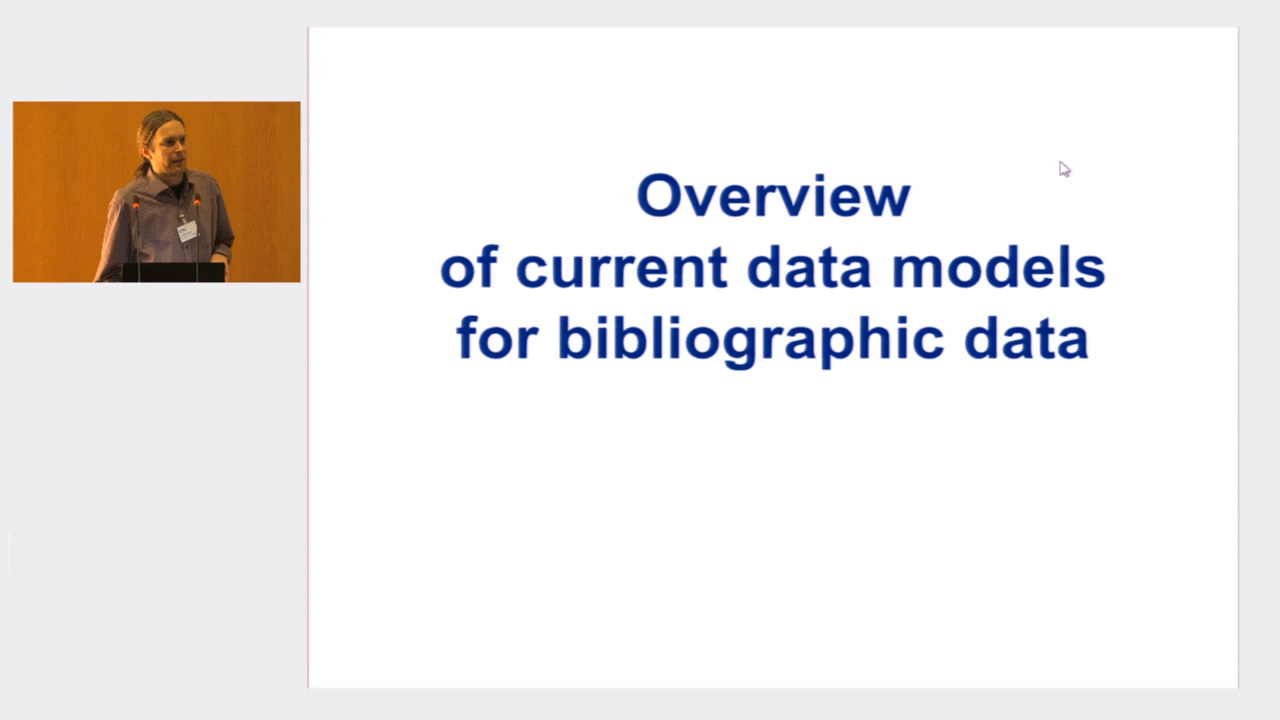 Overview
of current data models
for bibliographic data